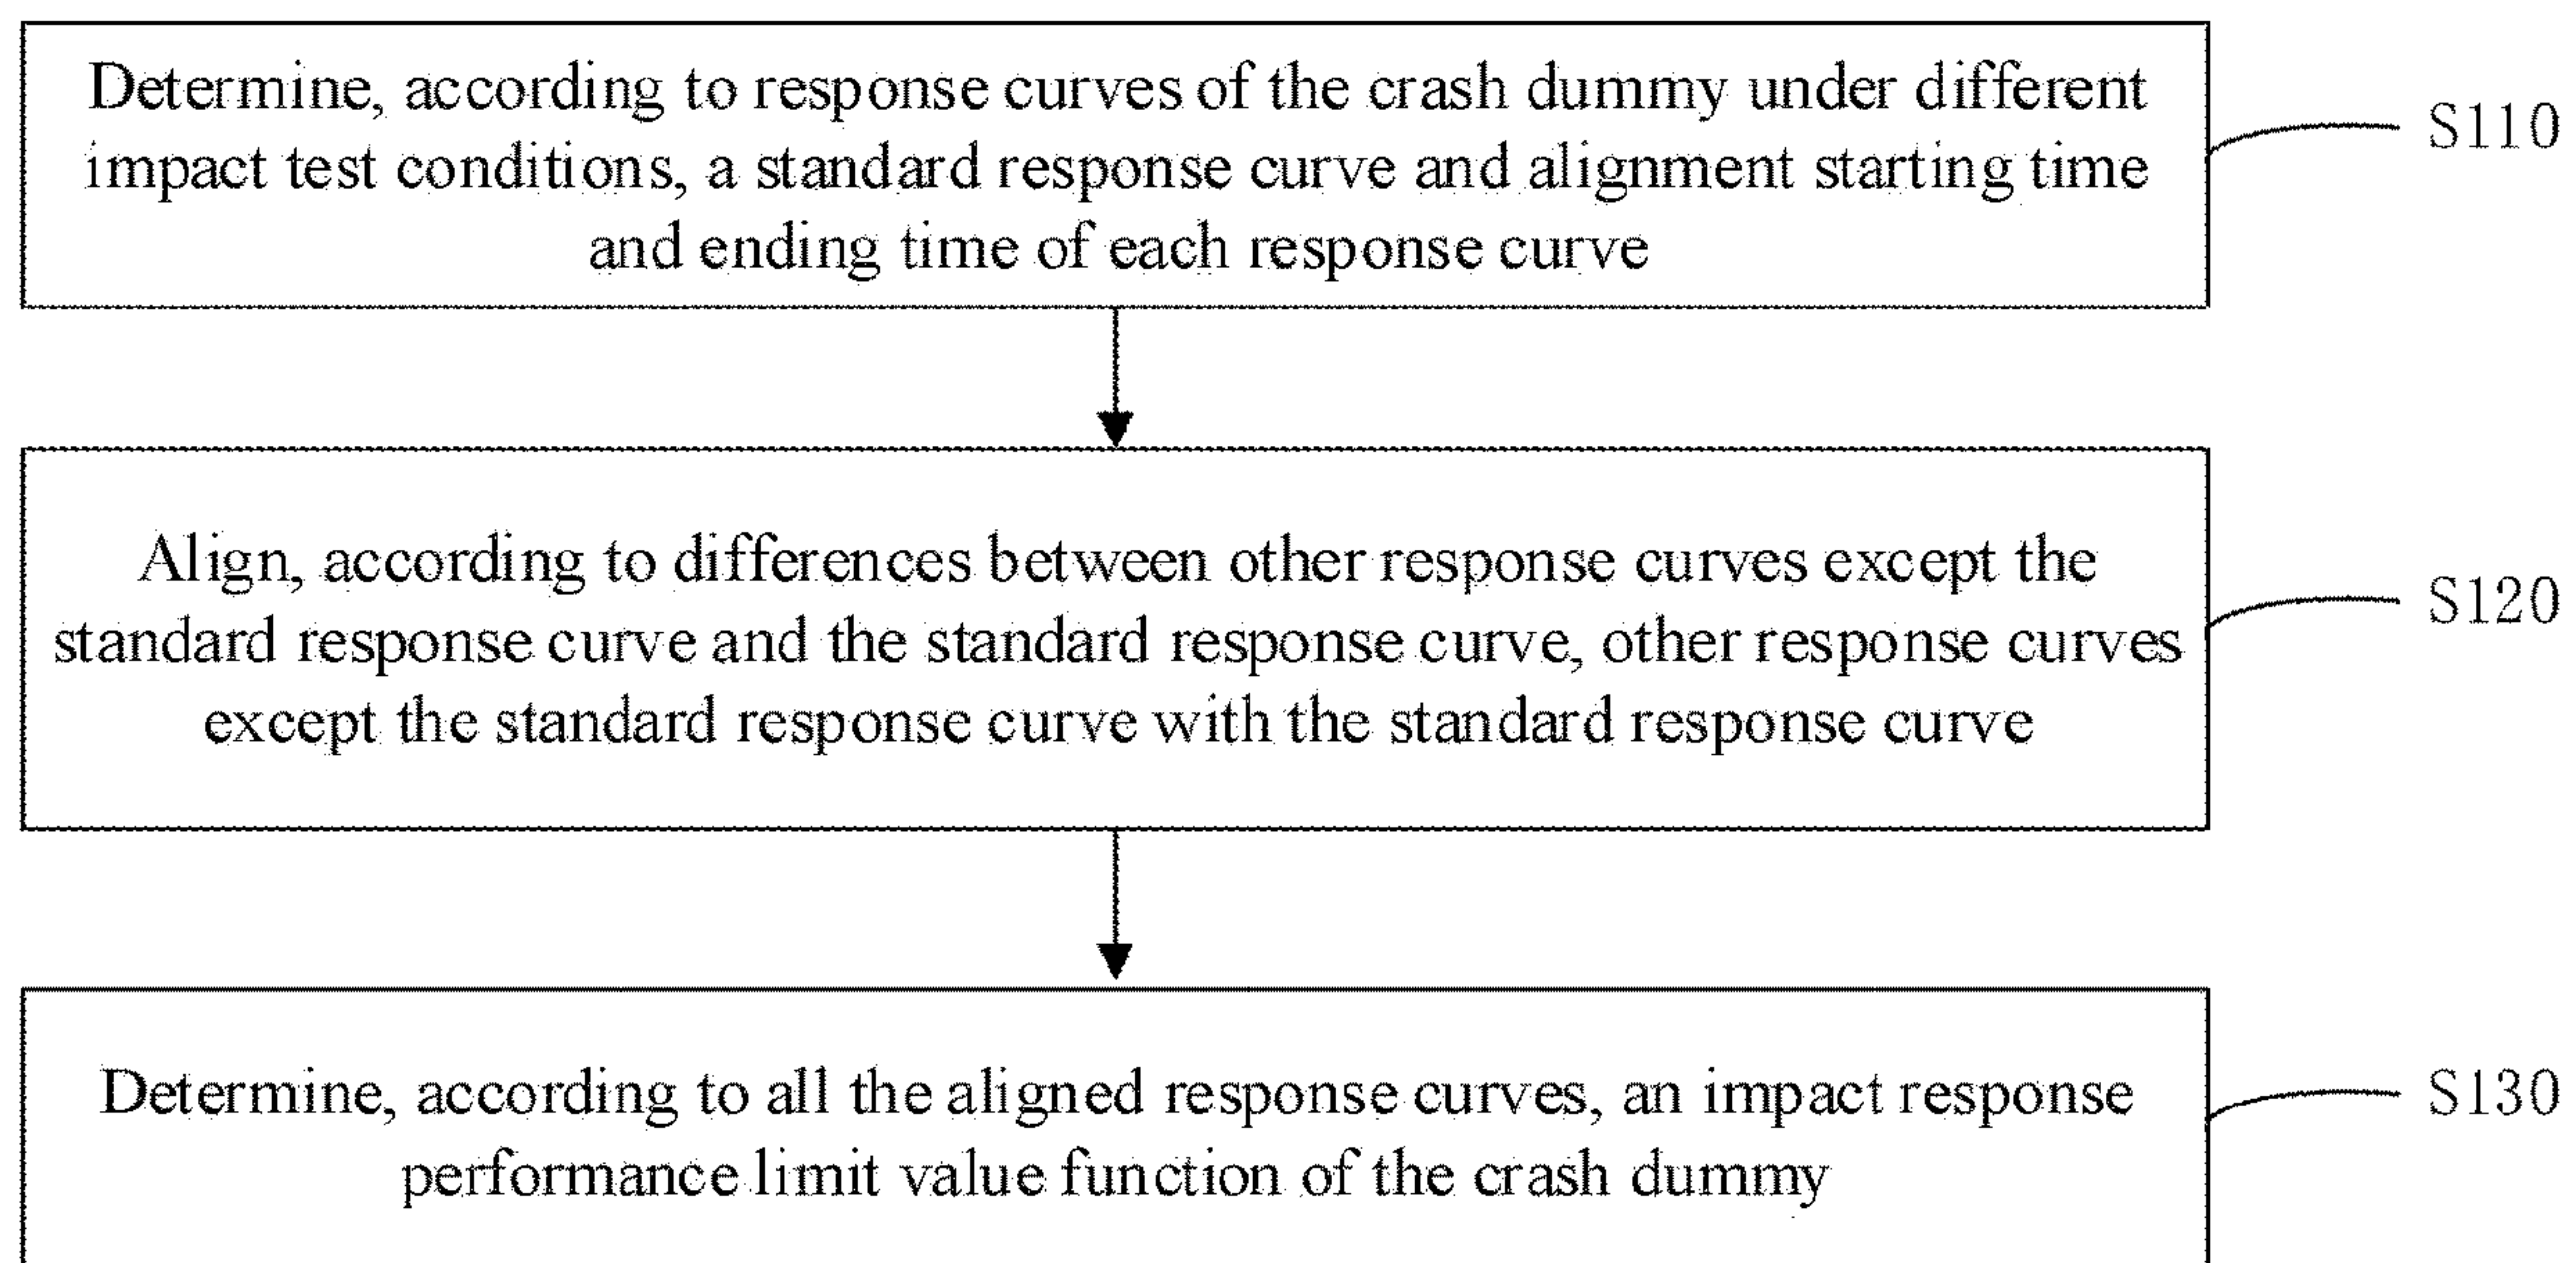 Determine, according to response curves of the crash dummy under different
impact test conditions, a standard response curve and alignment starting time
and ending time of each response curve
S110
Align, according to differences between other response curves except the
standard response curve and the standard response curve, other response curves
except the standard response curve with the standard response curve
S120
Determine, according to all the aligned response curves, an impact response
performance limit value function of the crash dummy
S130